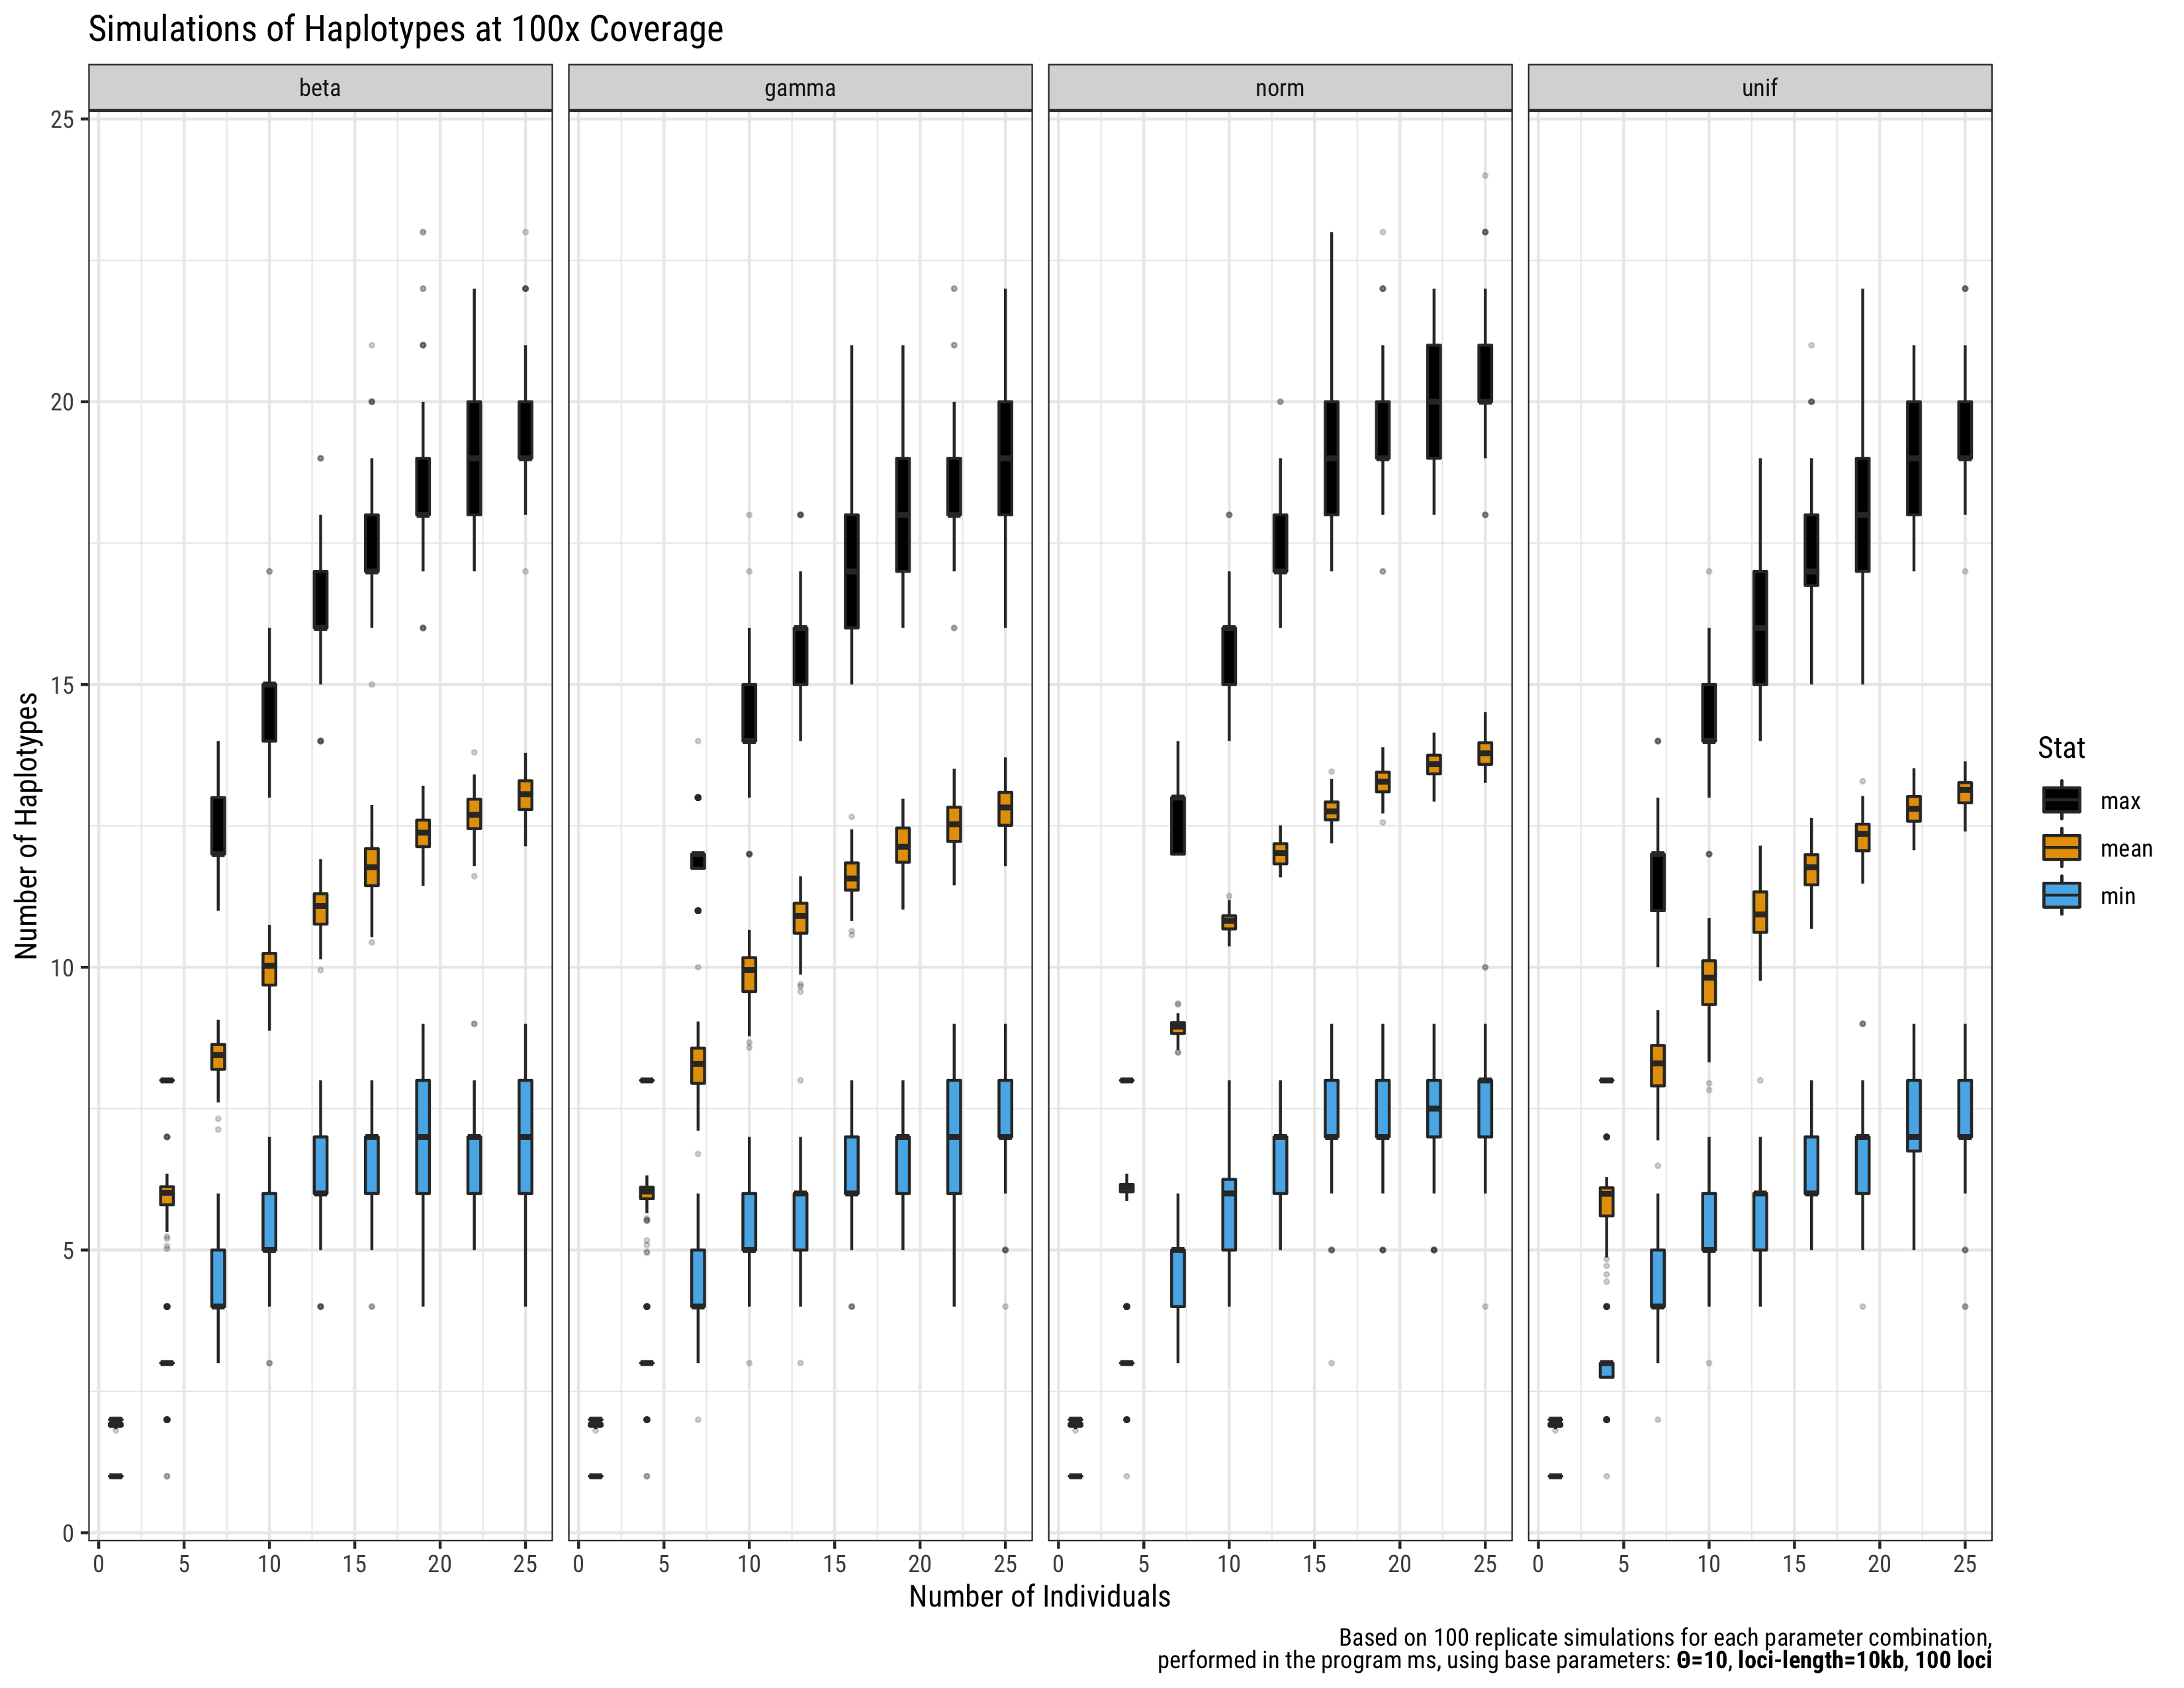 Simulations of Haplotypes at 100x Coverage
beta gamma norm unif
25
20
15
10
5
0
Number of Haplotypes
0 5 10 15 20 25 0 5 10 15 20 25 0 5 10 15 20 25 0 5 10 15 20 25
Number of Individuals
Stat
max
mean
min
Based on 100 replicate simulations for each parameter combination,
performed in the program ms, using base parameters: Θ=10, loci-length=10kb, 100 loci